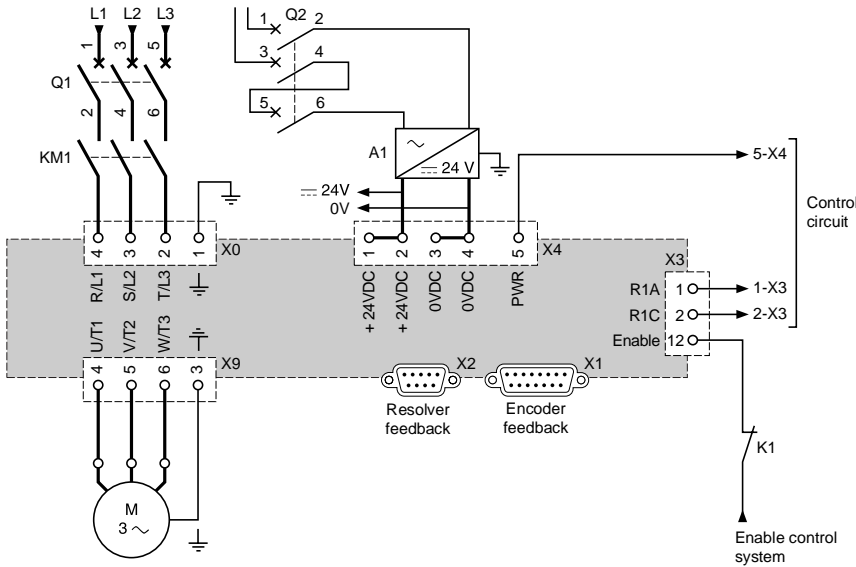 L1 L2 L3
1 3 5
Q1
2 4 6
KM1
1 Q2 2
3 4
5 6
A1
24 V
24V
0V
5-X4
Control
circuit
4 3 2 1 X0
R/L1 S/L2 T/L3
1 2 3 4 5 X4
+ 24VDC + 24VDC 0VDC 0VDC PWR
X3
R1A 1 1-X3
R1C 2 2-X3
Enable 12
U/T1 V/T2 W/T3
4 5 6 3 X9
X2
Resolver
feedback
X1
Encoder
feedback
K1
M
3
Enable control
system